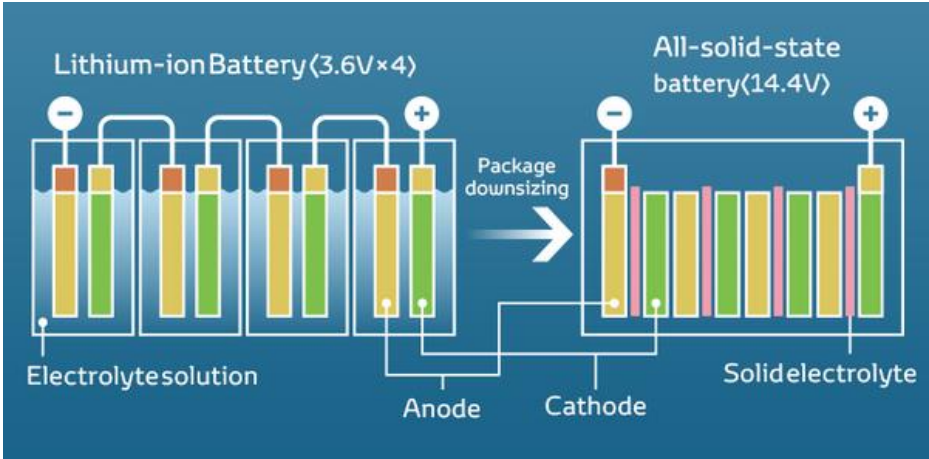 Lithium-ion Battery(3.6V×4)
All-solid-state
battery(14.4V)
−
+
−
+
Package
downsizing
Electrolyte solution
Anode
Cathode
Solid electrolyte